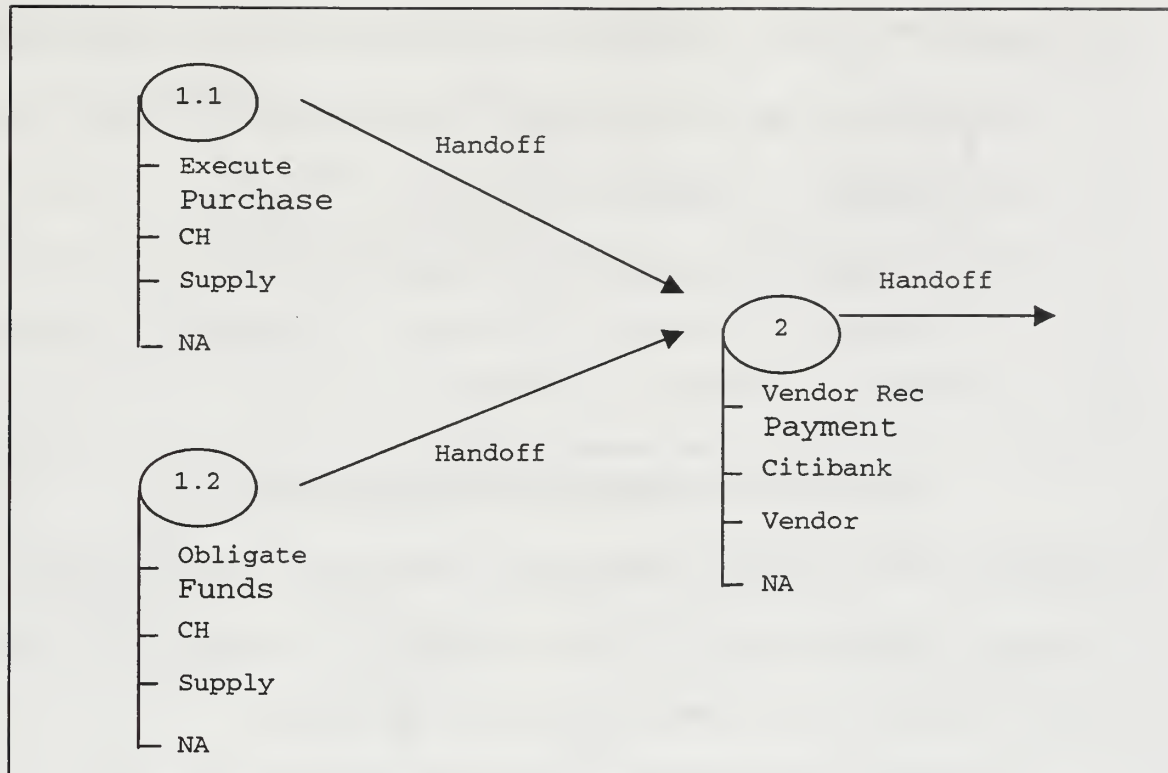 1.1
Handoff
Execute
Purchase
CH
Supply
NA
Handoff
2
Vendor Rec
Payment
Citibank
Vendor
NA
Handoff
1.2
Obligate
Funds
CH
Supply
NA